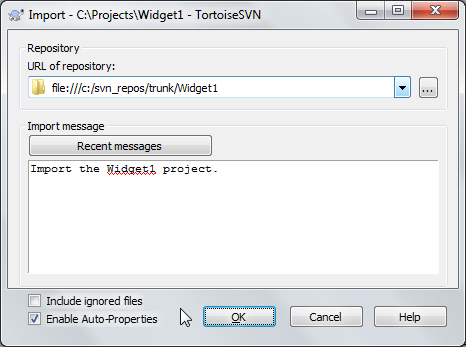 Import - C:\Projects\Widget1 - TortoiseSVN
Repository
URL of repository:
file:///c:/svn_repos/trunk/Widget1
...
Import message
Recent messages
Import the Widget1 project.
Include ignored files
Enable Auto-Properties
OK
Cancel
Help